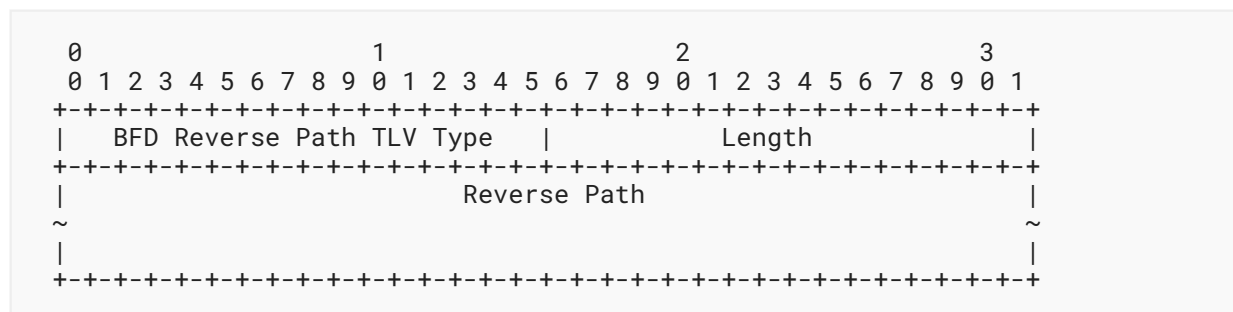 0                   1                   2                   3
 0 1 2 3 4 5 6 7 8 9 0 1 2 3 4 5 6 7 8 9 0 1 2 3 4 5 6 7 8 9 0 1
+-+-+-+-+-+-+-+-+-+-+-+-+-+-+-+-+-+-+-+-+-+-+-+-+-+-+-+-+-+-+-+-+
|   BFD Reverse Path TLV Type   |           Length              |
+-+-+-+-+-+-+-+-+-+-+-+-+-+-+-+-+-+-+-+-+-+-+-+-+-+-+-+-+-+-+-+-+
|                          Reverse Path                         |
~                                                               ~
|                                                               |
+-+-+-+-+-+-+-+-+-+-+-+-+-+-+-+-+-+-+-+-+-+-+-+-+-+-+-+-+-+-+-+-+